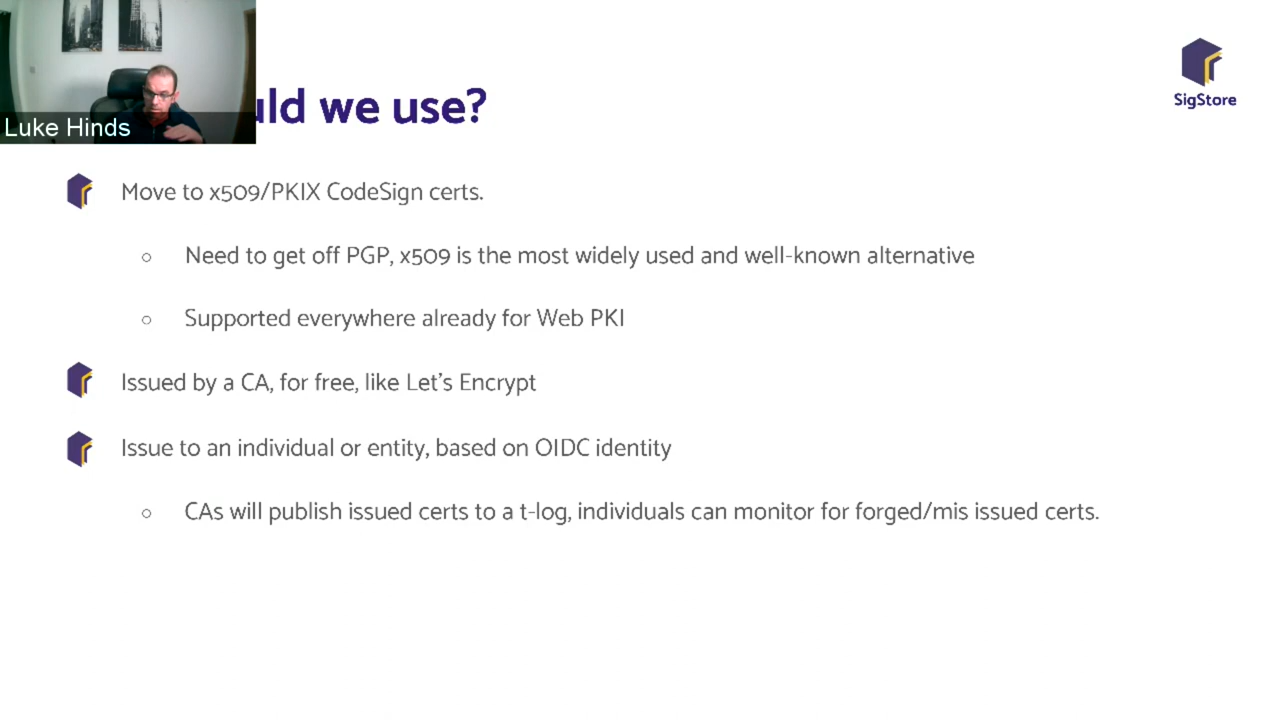 Luke Hinds
uld we use?
SigStore
Move to x509/PKIX CodeSign certs.
Need to get off PGP, x509 is the most widely used and well-known alternative
Supported everywhere already for Web PKI
Issued by a CA, for free, like Let's Encrypt
Issue to an individual or entity, based on OIDC identity
CAs will publish issued certs to a t-log, individuals can monitor for forged/mis issued certs.